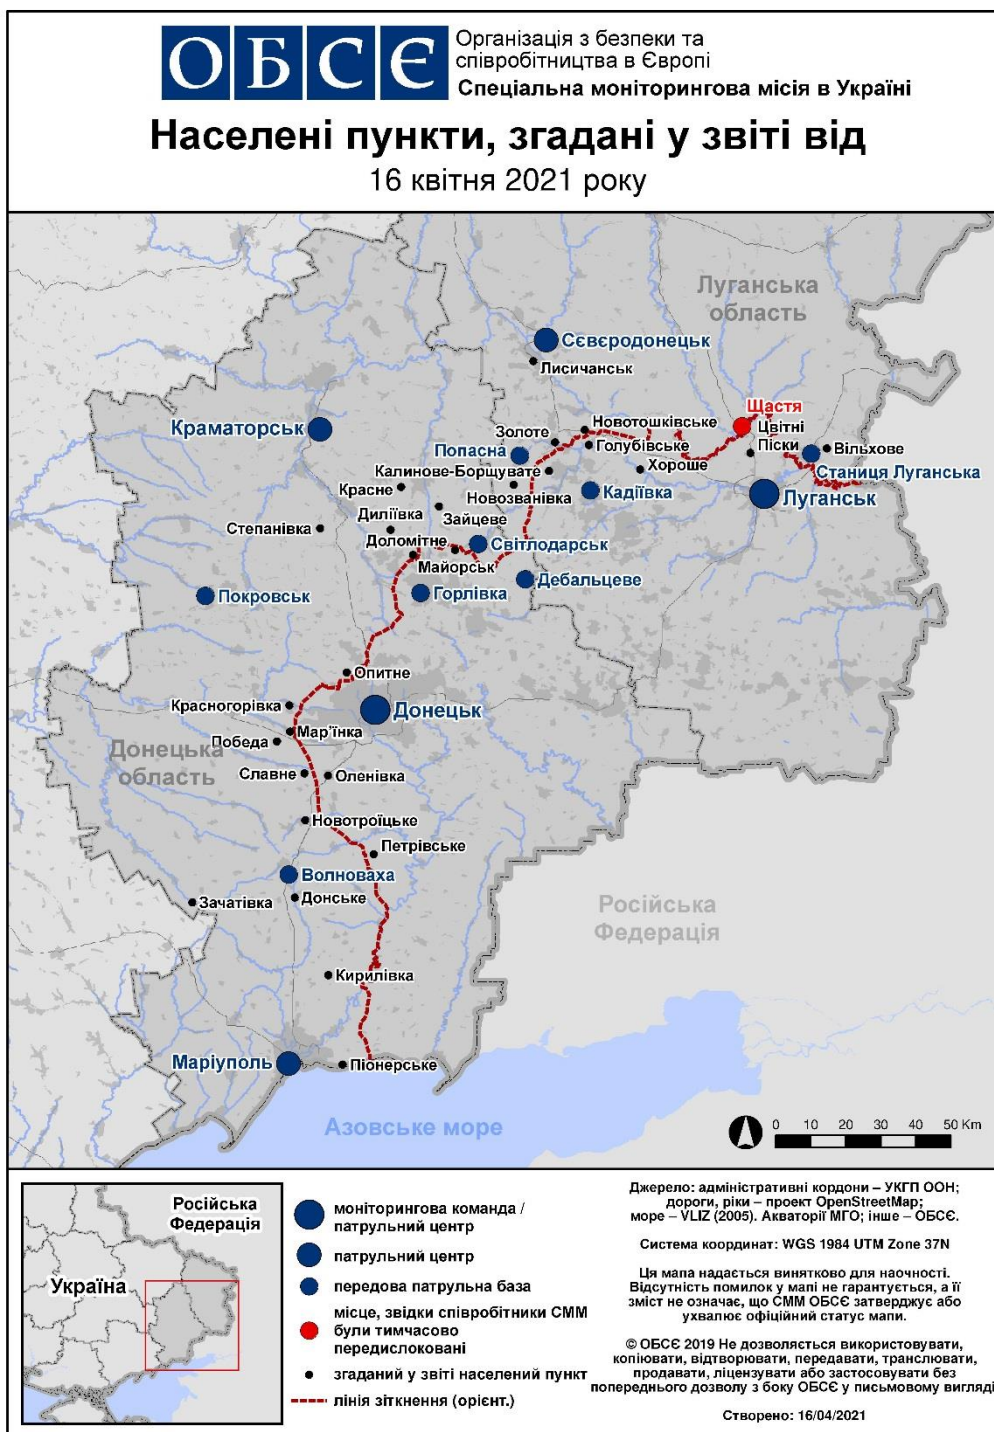 ОБСЄ
Організація з безпеки та
співробітництва в Європі
Спеціальна моніторингова місія в Україні
Населені пункти, згадані у звіті від
16 квітня 2021 року
Луганська
область
Сєвєродонецьк
Лисичанськ
Щастя
Краматорськ
Новотошківське
Цвітні
Піски
Золоте
Голубівське
Вільхове
Попасна
Хороше
Станиця Луганська
Калинове-Борщувате
Красне
Новозванівка
Кадіївка
Луганськ
Зайцеве
Диліївка
Степанівка
Доломітне
Світлодарськ
Майорськ
Дебальцеве
Покровськ
Горлівка
Опитне
Красногорівка
Донецьк
Мар'їнка
Победа
Донецька
область
Славне
Оленівка
Новотроїцьке
Петрівське
Волноваха
Донське
Зачатівка
Російська
Федерація
Кирилівка
Маріуполь
Піонерське
Азовське море
0 10 20 30 40 50 Km
Російська
Федерація
Україна
моніторингова команда /
патрульний центр
патрульний центр
передова патрульна база
місце, звідки співробітники СММ
були тимчасово
передислоковані
згаданий у звіті населений пункт
лінія зіткнення (орієнт.)
Джерело: адміністративні кордони – УКГП ООН;
дороги, ріки – проект OpenStreetMap;
море – VLIZ (2005). Акваторії МГО; інше – ОБСЄ.
Система координат: WGS 1984 UTM Zone 37N
Ця мапа надається винятково для наочності.
Відсутність помилок у мапі не гарантується, а її
зміст не означає, що СММ ОБСЄ затверджує або
ухвалює офіційний статус мапи.
© ОБСЄ 2019 Не дозволяється використовувати,
копіювати, відтворювати, передавати, транслювати,
продавати, ліцензувати або застосовувати без
попереднього дозволу з боку ОБСЄ у письмовому вигляді
Створено: 16/04/2021